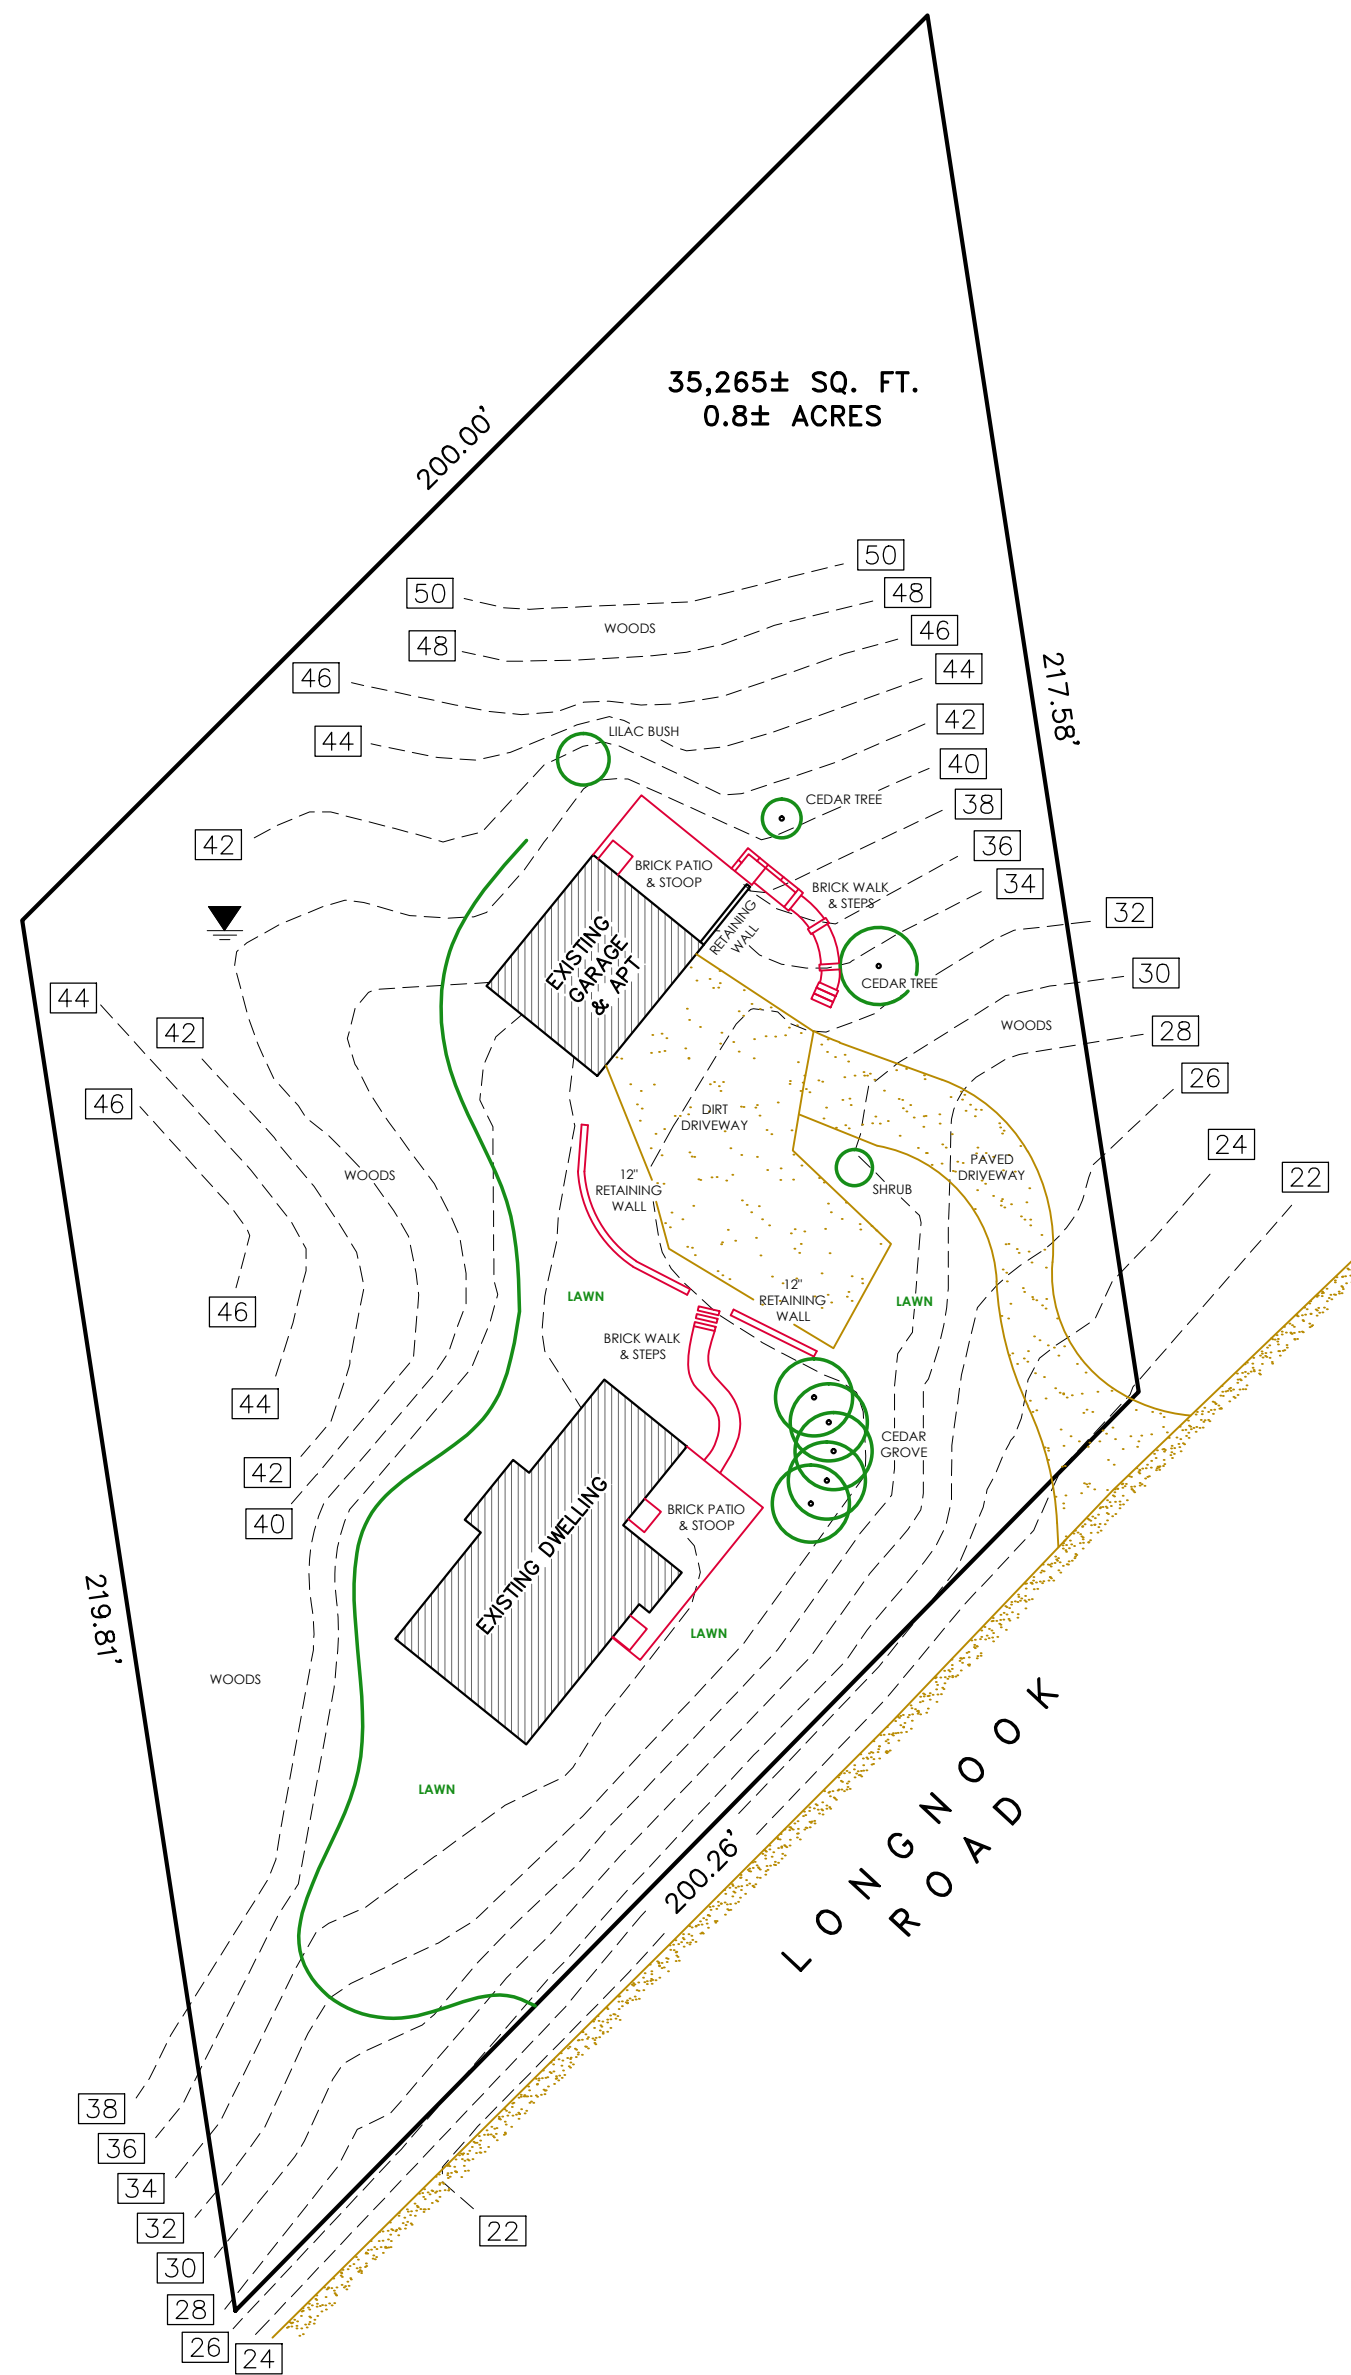 35,265± SQ. FT.
0.8± ACRES
200.00'
50
50
48
WOODS
46
48
44
46
217.58'
42
LILAC BUSH
44
40
CEDAR TREE
38
42
36
BRICK PATIO
& STOOP
34
BRICK WALK
& STEPS
32
RETAINING
WALL
EXISTING
GARAGE
& APT
30
CEDAR TREE
44
WOODS
28
42
26
46
DIRT
DRIVEWAY
24
PAVED
DRIVEWAY
22
WOODS
12"
RETAINING
WALL
SHRUB
LAWN
12"
RETAINING
WALL
LAWN
46
BRICK WALK
& STEPS
44
CEDAR
GROVE
42
40
BRICK PATIO
& STOOP
EXISTING DWELLING
219.81'
LAWN
WOODS
LAWN
200.26'
LONGNOOK
ROAD
38
36
34
32
22
30
28
26
24